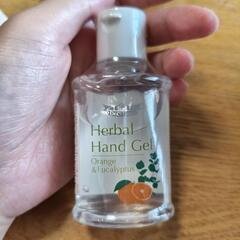 Herbal
Hand Gel
Orange
& Eucalyptus